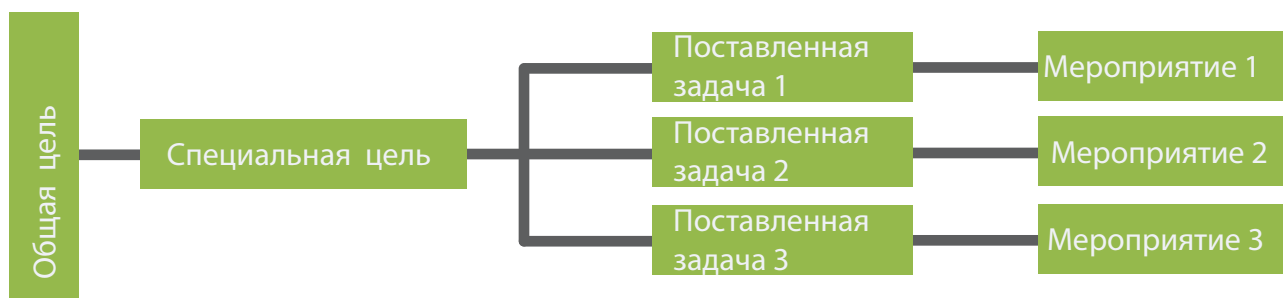 Общая цель
Специальная цель
Поставленная
задача 1
Мероприятие 1
Поставленная
задача 2
Мероприятие 2
Поставленная
задача 3
Мероприятие 3